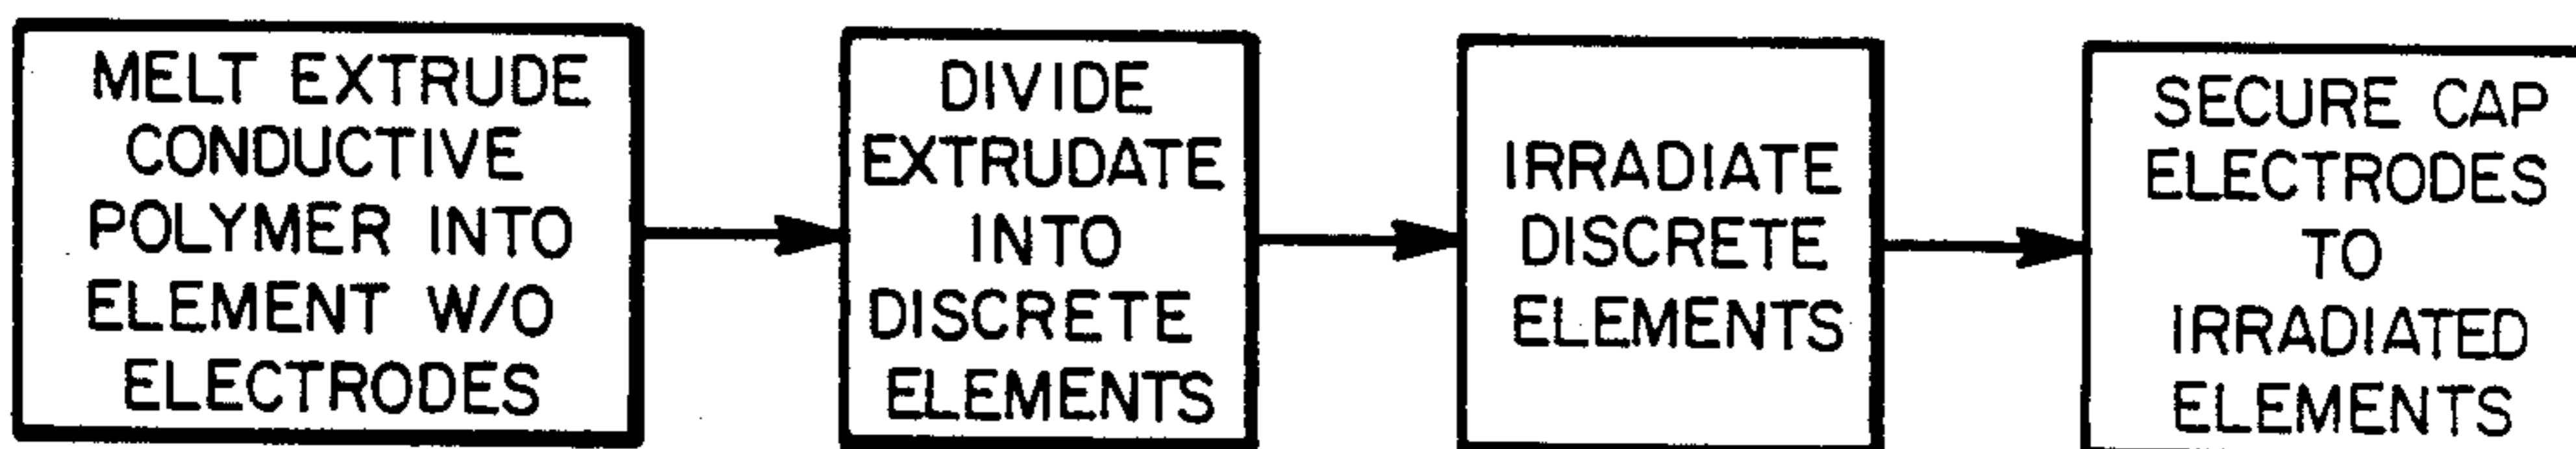 MELT EXTRUDE
CONDUCTIVE
POLYMER INTO
ELEMENT W/O
ELECTRODES
DIVIDE
EXTRUDATE
INTO
DISCRETE
ELEMENTS
IRRADIATE
DISCRETE
ELEMENTS
SECURE CAP
ELECTRODES
TO
IRRADIATED
ELEMENTS